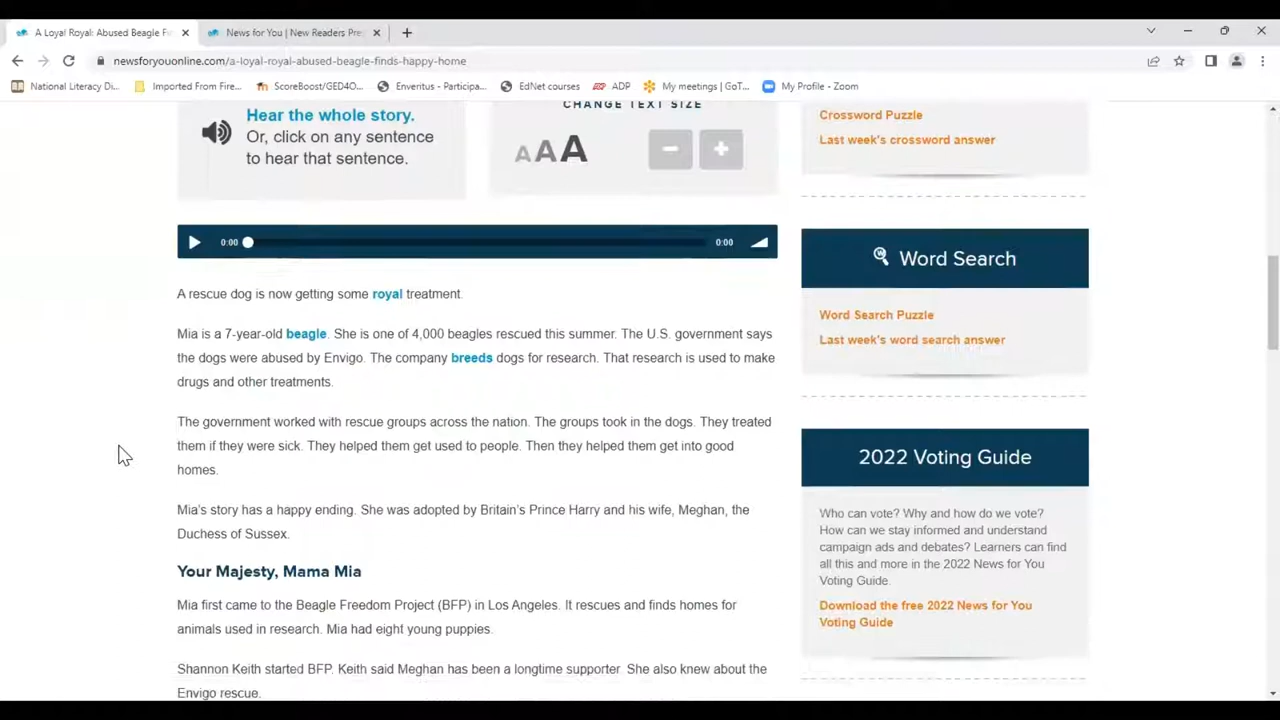 A Loyal Royal: Abused Beagle Fi
News for You | New Readers Pre
newsforyouonline.com/a-loyal-royal-abused-beagle-finds-happy-home
National Literacy Di...
Imported From Fire...
ScoreBoost/GED4O...
Enveritus - Participa...
EdNet courses
ADP
My meetings | GoT...
My Profile - Zoom
Hear the whole story.
Or, click on any sentence
to hear that sentence.
CHANGE TEXT SIZE
A A A
− +
0:00 0:00
A rescue dog is now getting some royal treatment.
Mia is a 7-year-old beagle. She is one of 4,000 beagles rescued this summer. The U.S. government says
the dogs were abused by Envigo. The company breeds dogs for research. That research is used to make
drugs and other treatments.
The government worked with rescue groups across the nation. The groups took in the dogs. They treated
them if they were sick. They helped them get used to people. Then they helped them get into good
homes.
Mia's story has a happy ending. She was adopted by Britain's Prince Harry and his wife, Meghan, the
Duchess of Sussex.
Your Majesty, Mama Mia
Mia first came to the Beagle Freedom Project (BFP) in Los Angeles. It rescues and finds homes for
animals used in research. Mia had eight young puppies.
Shannon Keith started BFP. Keith said Meghan has been a longtime supporter. She also knew about the
Envigo rescue.
Crossword Puzzle
Last week's crossword answer
Word Search
Word Search Puzzle
Last week's word search answer
2022 Voting Guide
Who can vote? Why and how do we vote?
How can we stay informed and understand
campaign ads and debates? Learners can find
all this and more in the 2022 News for You
Voting Guide.
Download the free 2022 News for You
Voting Guide